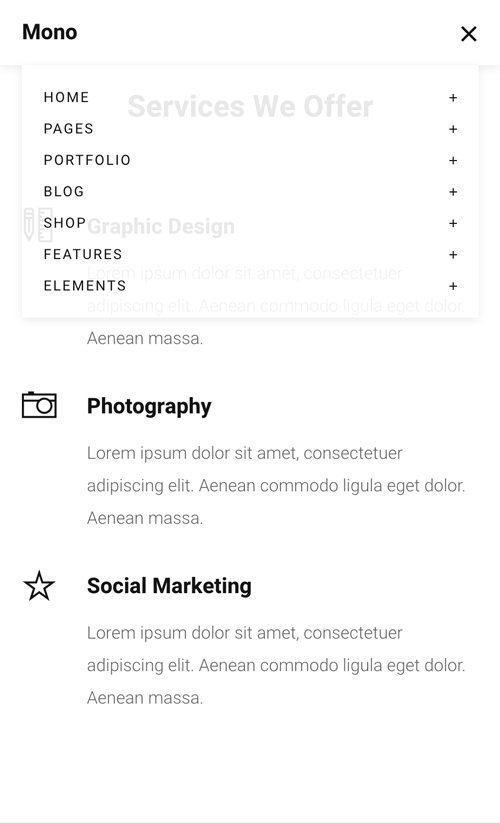 Mono
Services We Offer
HOME +
PAGES +
PORTFOLIO +
BLOG +
SHOP +
Graphic Design
FEATURES +
Lorem ipsum dolor sit amet, consectetuer
ELEMENTS +
adipiscing elit. Aenean commodo ligula eget dolor.
Aenean massa.
Photography
Lorem ipsum dolor sit amet, consectetuer
adipiscing elit. Aenean commodo ligula eget dolor.
Aenean massa.
Social Marketing
Lorem ipsum dolor sit amet, consectetuer
adipiscing elit. Aenean commodo ligula eget dolor.
Aenean massa.